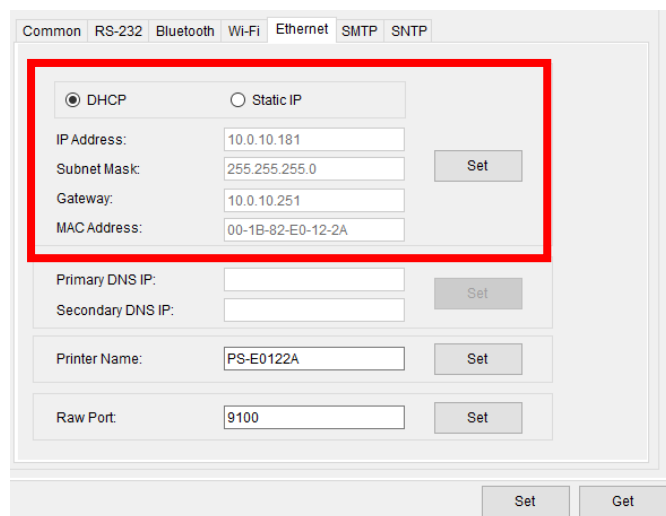 Common RS-232 Bluetooth Wi-Fi Ethernet SMTP SNTP
DHCP Static IP
IP Address: 10.0.10.181
Subnet Mask: 255.255.255.0 Set
Gateway: 10.0.10.251
MAC Address: 00-1B-82-E0-12-2A
Primary DNS IP:
Set
Secondary DNS IP:
Printer Name: PS-E0122A Set
Raw Port: 9100 Set
Set Get